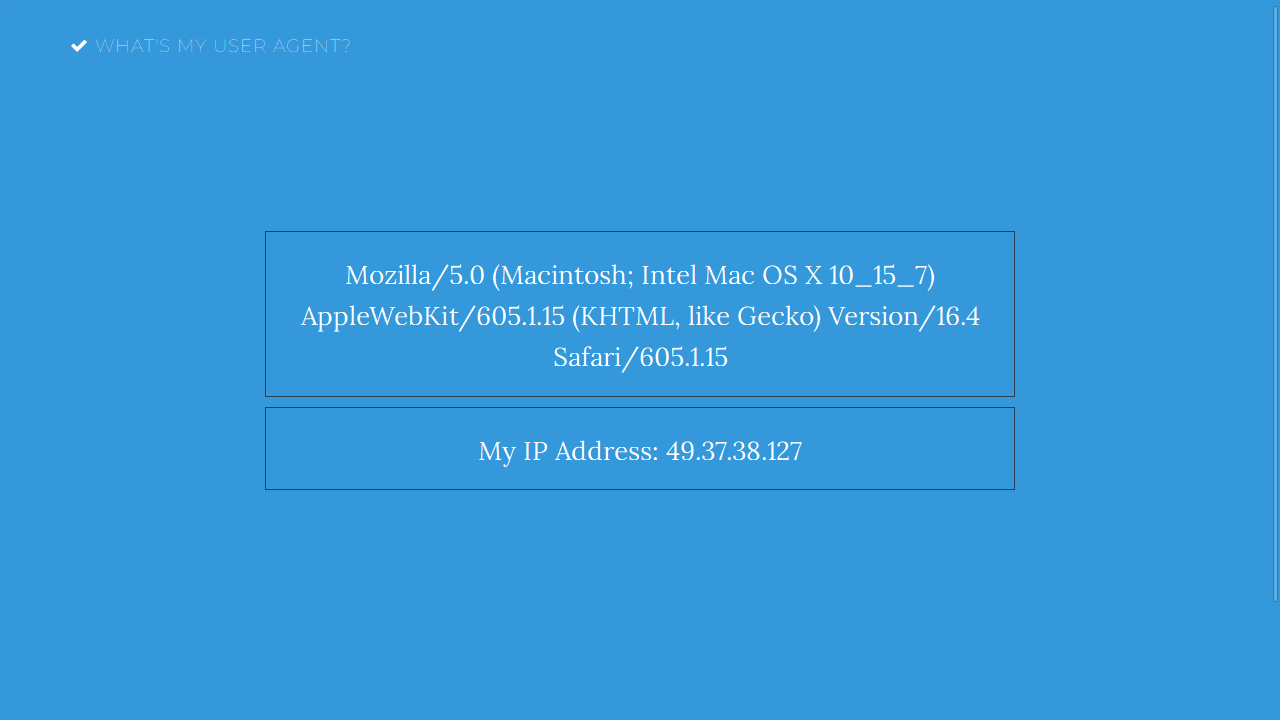 WHAT'S MY USER AGENT?
Mozilla/5.0 (Macintosh; Intel Mac OS X 10_15_7)
AppleWebKit/605.1.15 (KHTML, like Gecko) Version/16.4
Safari/605.1.15
My IP Address: 49.37.38.127